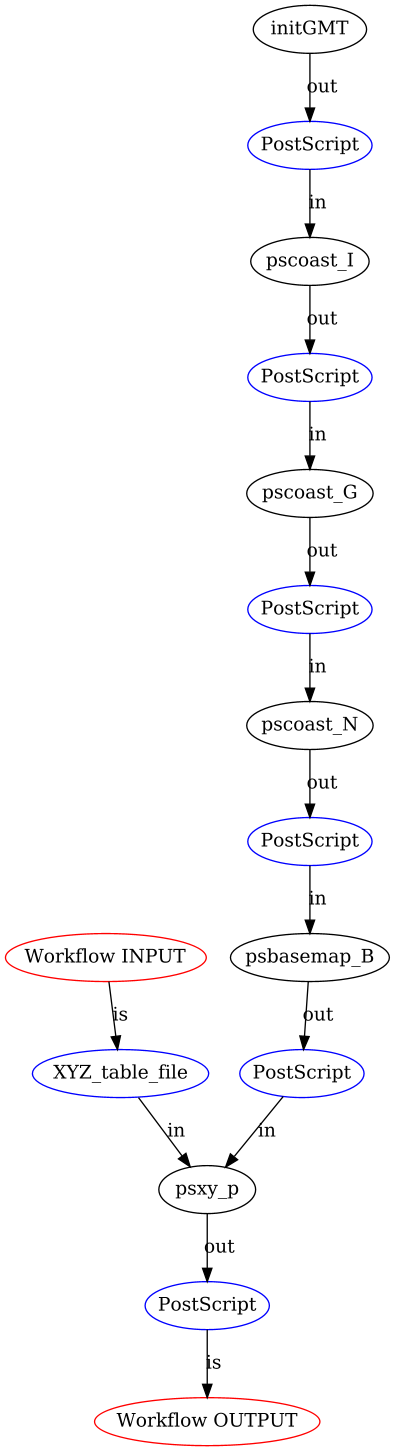 initGMT
out
PostScript
in
pscoast_I
out
PostScript
in
pscoast_G
out
PostScript
in
pscoast_N
out
PostScript
in
Workflow INPUT
psbasemap_B
is
out
XYZ_table_file
PostScript
in
in
psxy_p
out
PostScript
is
Workflow OUTPUT